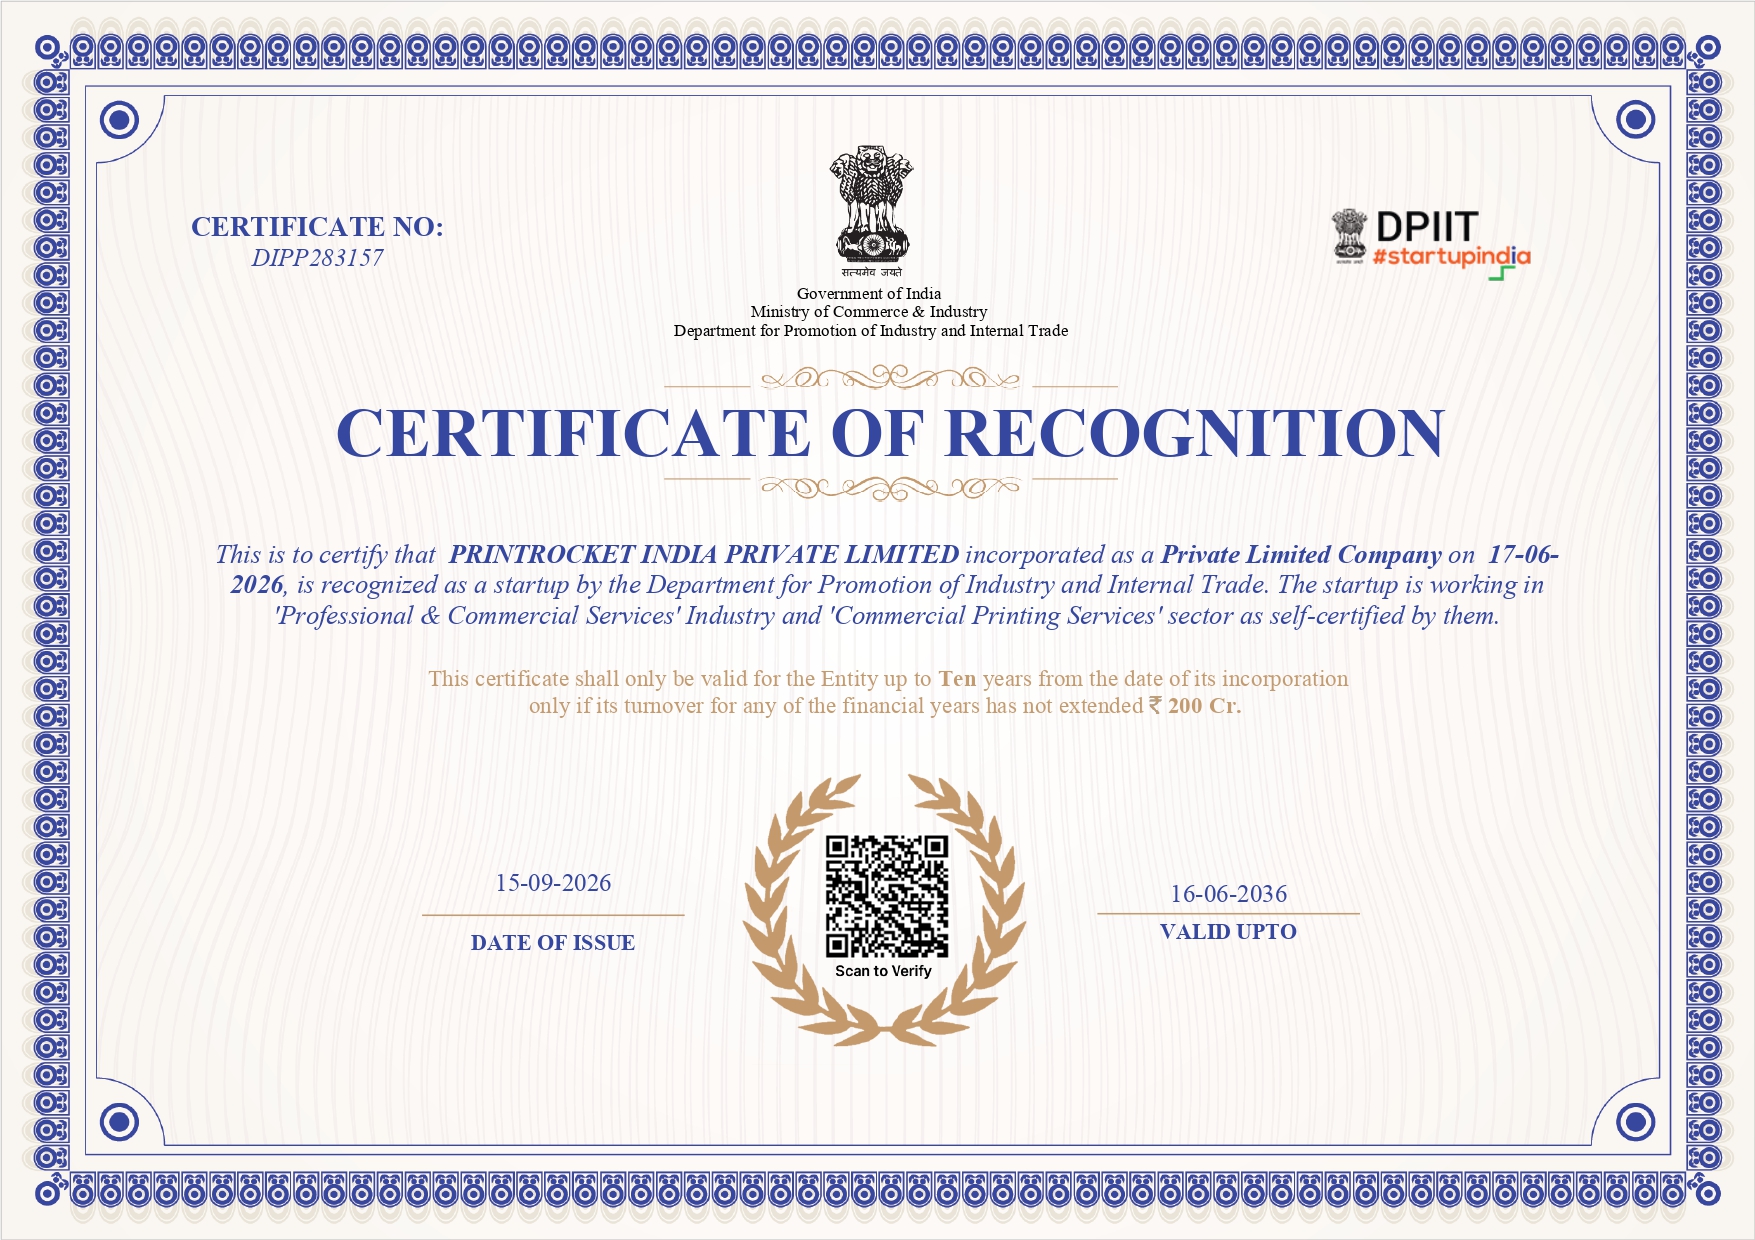 CERTIFICATE NO:
DIPP283157
सत्यमेव जयते
DPIIT
#startupindia
Government of India
Ministry of Commerce & Industry
Department for Promotion of Industry and Internal Trade
CERTIFICATE OF RECOGNITION
This is to certify that PRINTROCKET INDIA PRIVATE LIMITED incorporated as a Private Limited Company on 17-06-
2026, is recognized as a startup by the Department for Promotion of Industry and Internal Trade. The startup is working in
'Professional & Commercial Services' Industry and 'Commercial Printing Services' sector as self-certified by them.
This certificate shall only be valid for the Entity up to Ten years from the date of its incorporation
only if its turnover for any of the financial years has not extended ₹ 200 Cr.
15-09-2026
DATE OF ISSUE
Scan to Verify
16-06-2036
VALID UPTO